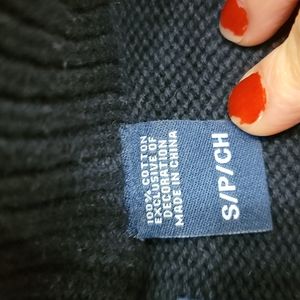 100% COTTON
EXCLUSIVE OF
DECORATION
MADE IN CHINA
S/P/CH